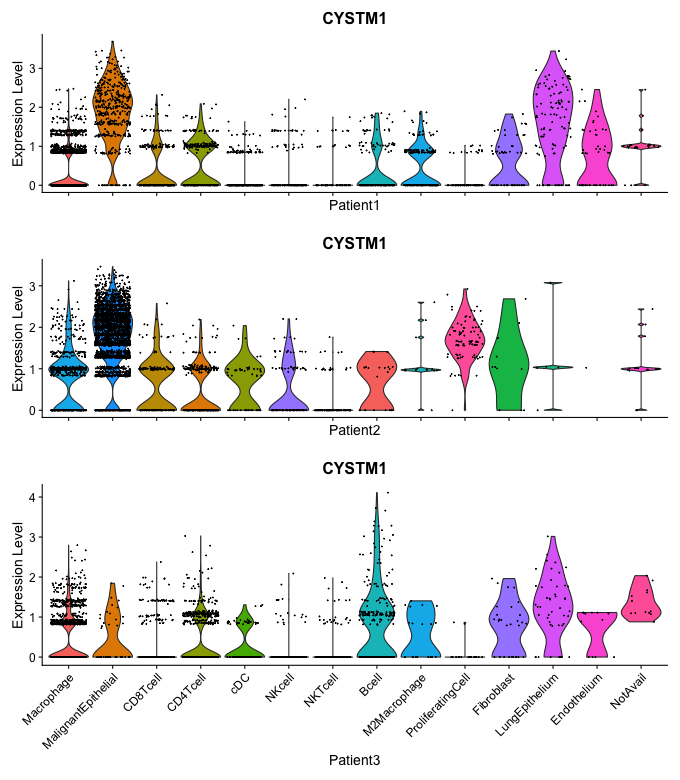 CYSTM1
Expression Level
3
2
1
0
Patient1
CYSTM1
Expression Level
3
2
1
0
Patient2
CYSTM1
Expression Level
4
3
2
1
0
Macrophage
MalignantEpithelial
CD8Tcell
CD4Tcell
cDC
NKcell
NKTcell
Bcell
M2Macrophage
ProliferatingCell
Fibroblast
LungEpithelium
Endothelium
NotAvail
Patient3